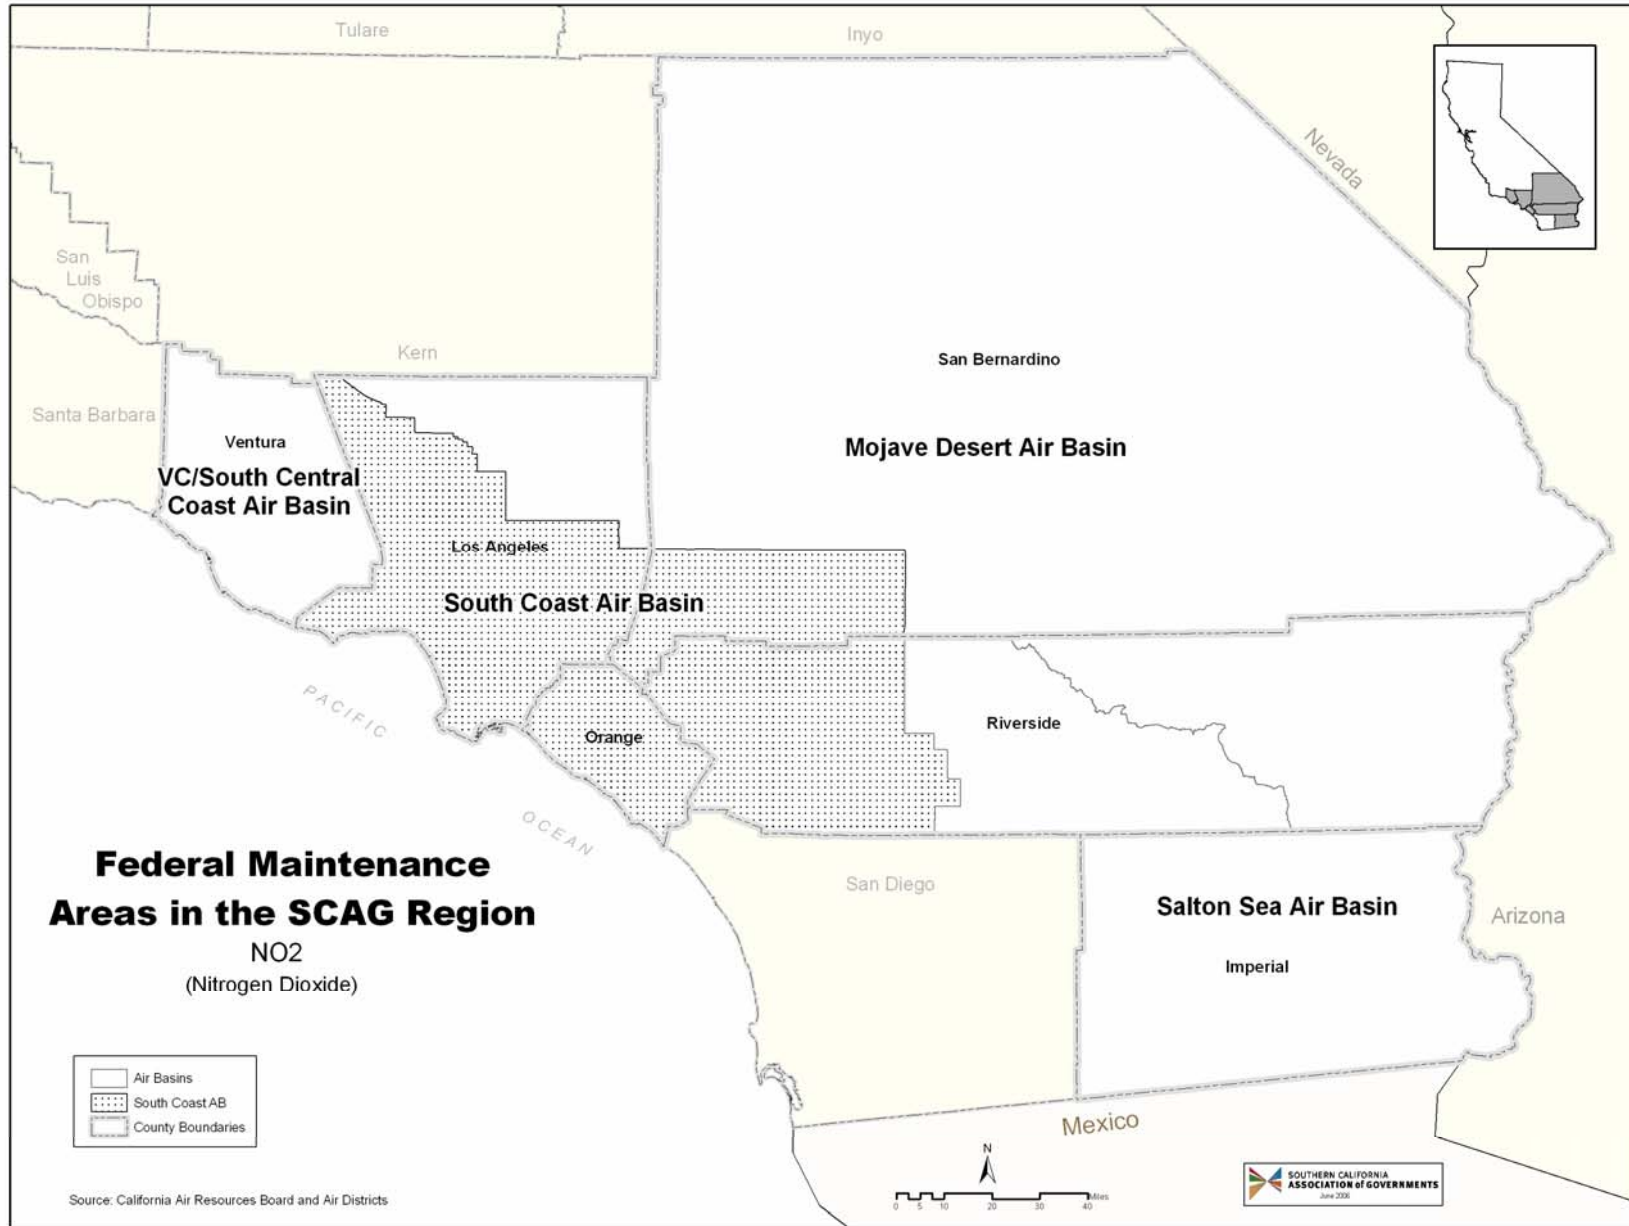 Tulare
Inyo
Nevada
San
Luis
Obispo
Kern
San Bernardino
Santa Barbara
Ventura
Mojave Desert Air Basin
VC/South Central
Coast Air Basin
Los Angeles
South Coast Air Basin
PACIFIC
Riverside
Orange
OCEAN
Federal Maintenance
Areas in the SCAG Region
NO2
(Nitrogen Dioxide)
San Diego
Salton Sea Air Basin
Arizona
Imperial
Air Basins
South Coast AB
County Boundaries
Mexico
N
Miles
0 5 10 20 30 40
SOUTHERN CALIFORNIA
ASSOCIATION of GOVERNMENTS
June 2006
Source: California Air Resources Board and Air Districts